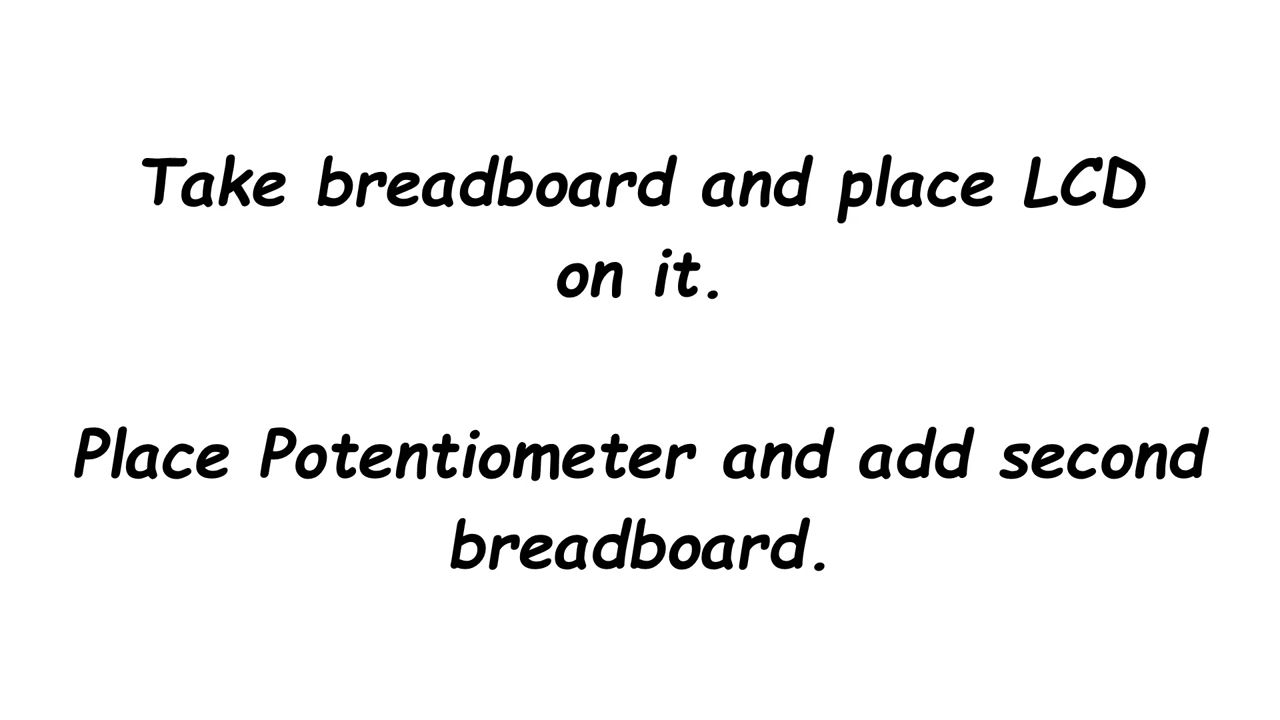 Take breadboard and place LCD
on it.
Place Potentiometer and add second
breadboard.